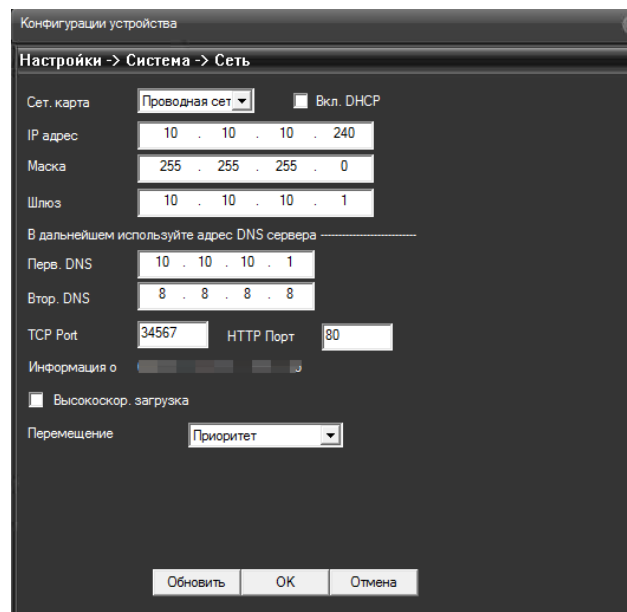 Конфигурации устройства
Настройки -> Система -> Сеть
Сет. карта Проводная сет Вкл. DHCP
IP адрес 10 . 10 . 10 . 240
Маска 255 . 255 . 255 . 0
Шлюз 10 . 10 . 10 . 1
В дальнейшем используйте адрес DNS сервера -------------------------
Перв. DNS 10 . 10 . 10 . 1
Втор. DNS 8 . 8 . 8 . 8
TCP Port 34567 HTTP Порт 80
Информация о
Высокоскор. загрузка
Перемещение Приоритет
Обновить OK Отмена